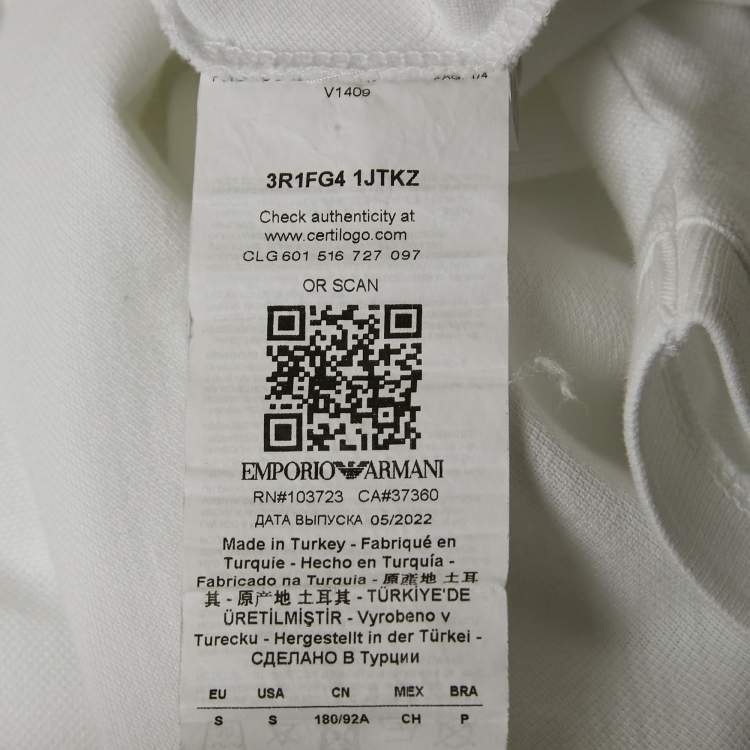 V1409
3R1FG4 1JTKZ
Check authenticity at
www.certilogo.com
CLG 601 516 727 097
OR SCAN
EMPORIO ARMANI
RN#103723 CA#37360
ДАТА ВЫПУСКА 05/2022
Made in Turkey - Fabriqué en
Turquie - Hecho en Turquía -
Fabricado na Turquia - 原産地 土耳
其 - 原产地 土耳其 - TÜRKİYE'DE
ÜRETİLMİŞTİR - Vyrobeno v
Turecku - Hergestellt in der Türkei -
СДЕЛАНО В Турции
EU USA CN MEX BRA
S S 180/92A CH P